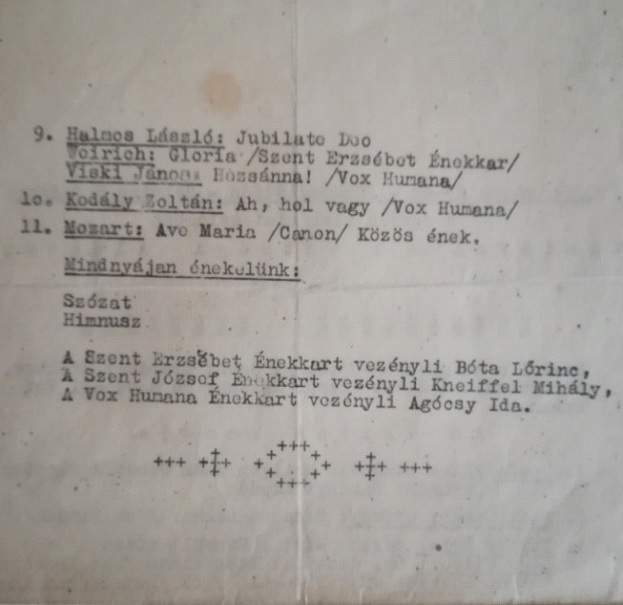 9. Halmos László: Jubilate Deo
Weirich: Gloria /Szent Erzsébet Énekkar/
Viski János: Hozsánna! /Vox Humana/
lo. Kodály Zoltán: Ah, hol vagy /Vox Humana/
11. Mozart: Ave Maria /Canon/ Közös ének.
Mindnyájan énekelünk:
Szózat
Himnusz
A Szent Erzsébet Énekkart vezényli Bóta Lőrinc,
A Szent József Énekkart vezényli Kneiffel Mihály,
A Vox Humana Énekkart vezényli Agócsy Ida.